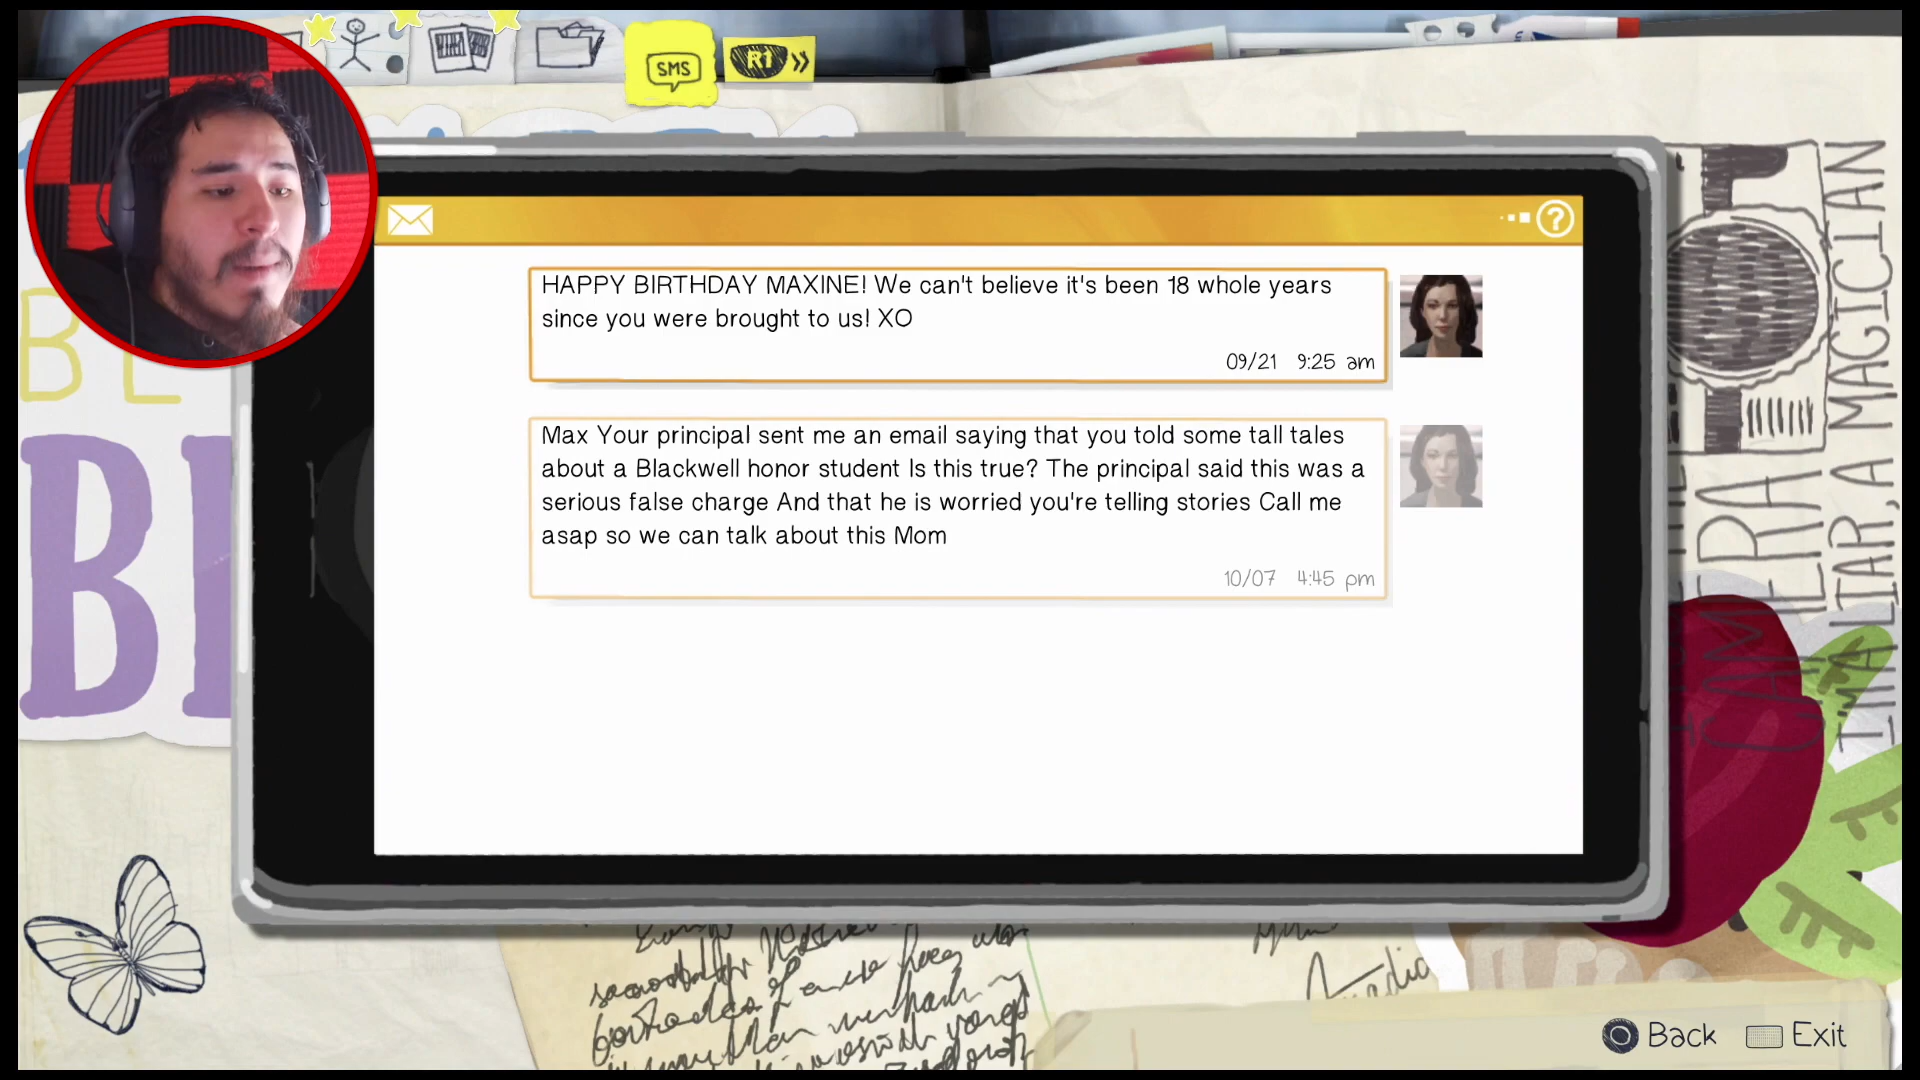 SMS
R1
HAPPY BIRTHDAY MAXINE! We can't believe it's been 18 whole years
since you were brought to us! XO
09/21 9:25 am
Max Your principal sent me an email saying that you told some tall tales
about a Blackwell honor student Is this true? The principal said this was a
serious false charge And that he is worried you're telling stories Call me
asap so we can talk about this Mom
10/07 4:45 pm
CAMERA
I'M A LIAR, A MAGICIAN
Back
Exit